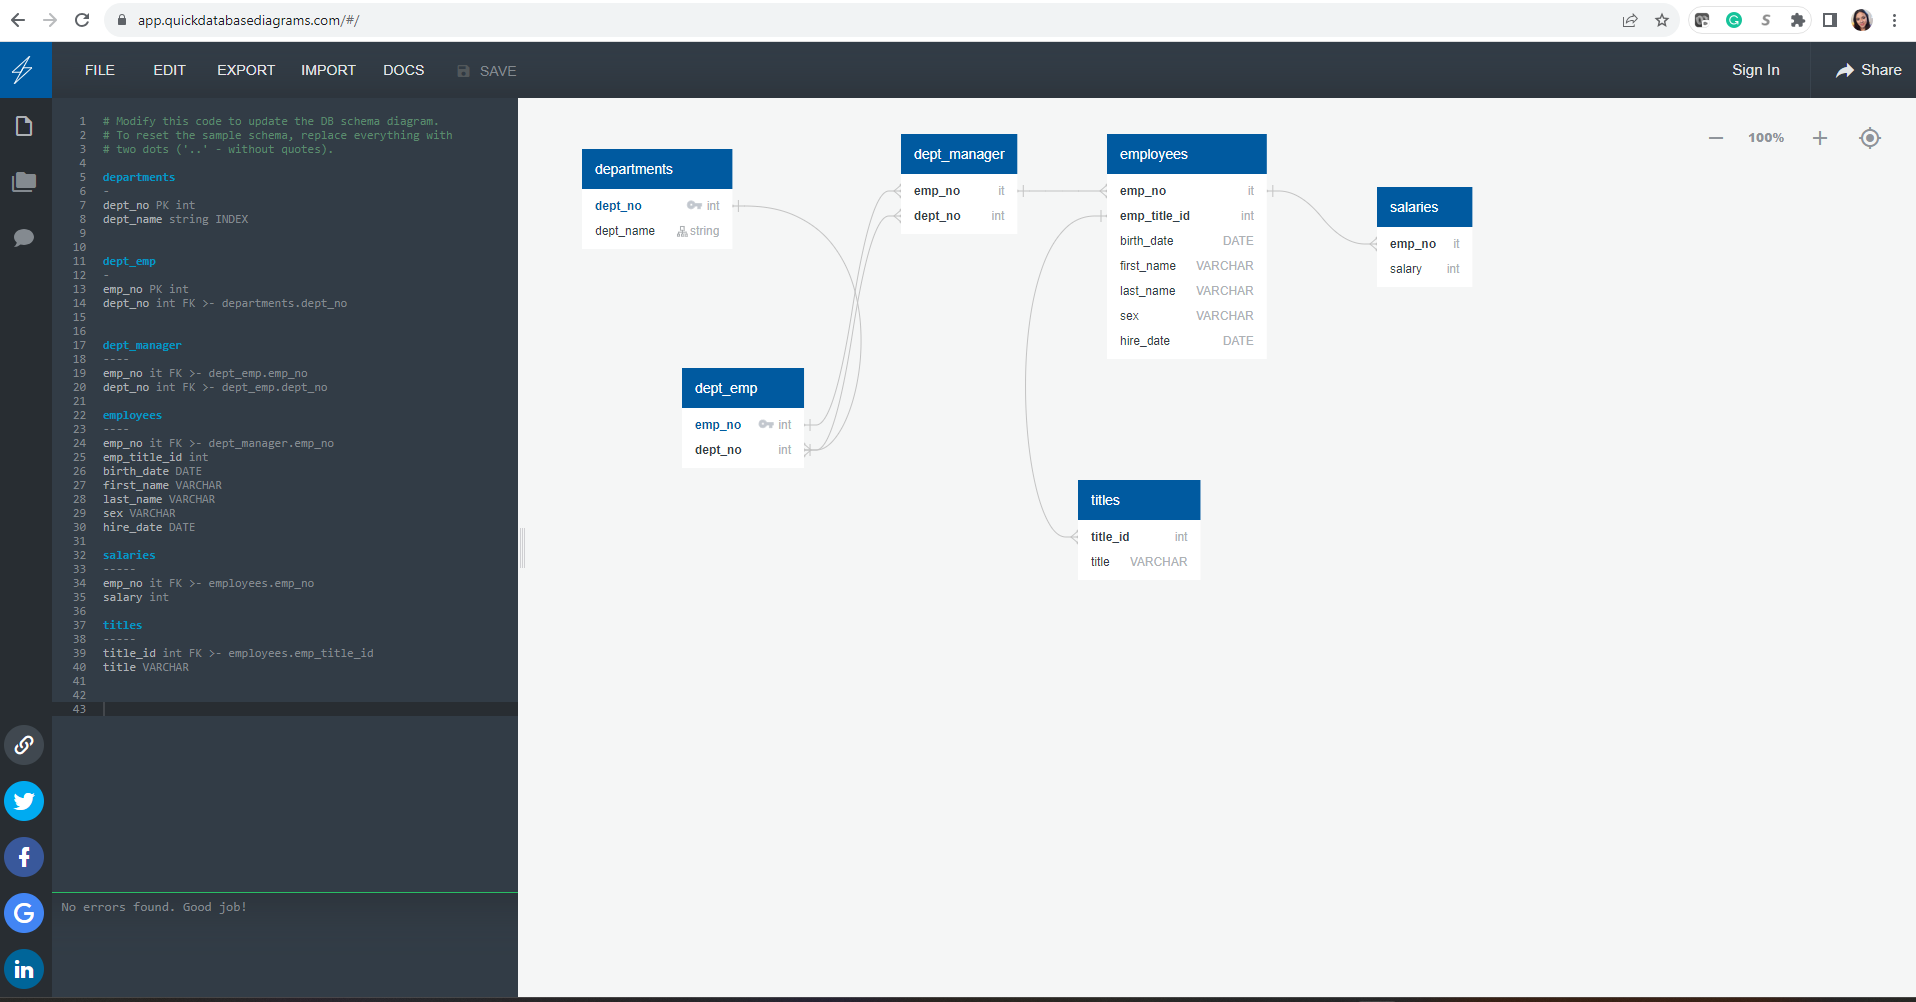 app.quickdatabasediagrams.com/#/
FILE EDIT EXPORT IMPORT DOCS SAVE Sign In Share
1 # Modify this code to update the DB schema diagram.
2 # To reset the sample schema, replace everything with
3 # two dots ('..' - without quotes).
4
5 departments
6 -
7 dept_no PK int
8 dept_name string INDEX
9
10
11 dept_emp
12 -
13 emp_no PK int
14 dept_no int FK >- departments.dept_no
15
16
17 dept_manager
18 ----
19 emp_no it FK >- dept_emp.emp_no
20 dept_no int FK >- dept_emp.dept_no
21
22 employees
23 ----
24 emp_no it FK >- dept_manager.emp_no
25 emp_title_id int
26 birth_date DATE
27 first_name VARCHAR
28 last_name VARCHAR
29 sex VARCHAR
30 hire_date DATE
31
32 salaries
33 -----
34 emp_no it FK >- employees.emp_no
35 salary int
36
37 titles
38 -----
39 title_id int FK >- employees.emp_title_id
40 title VARCHAR
41
42
43
No errors found. Good job!
departments
dept_no int
dept_name string
dept_manager
emp_no it
dept_no int
employees
emp_no it
emp_title_id int
birth_date DATE
first_name VARCHAR
last_name VARCHAR
sex VARCHAR
hire_date DATE
salaries
emp_no it
salary int
dept_emp
emp_no int
dept_no int
titles
title_id int
title VARCHAR
100%